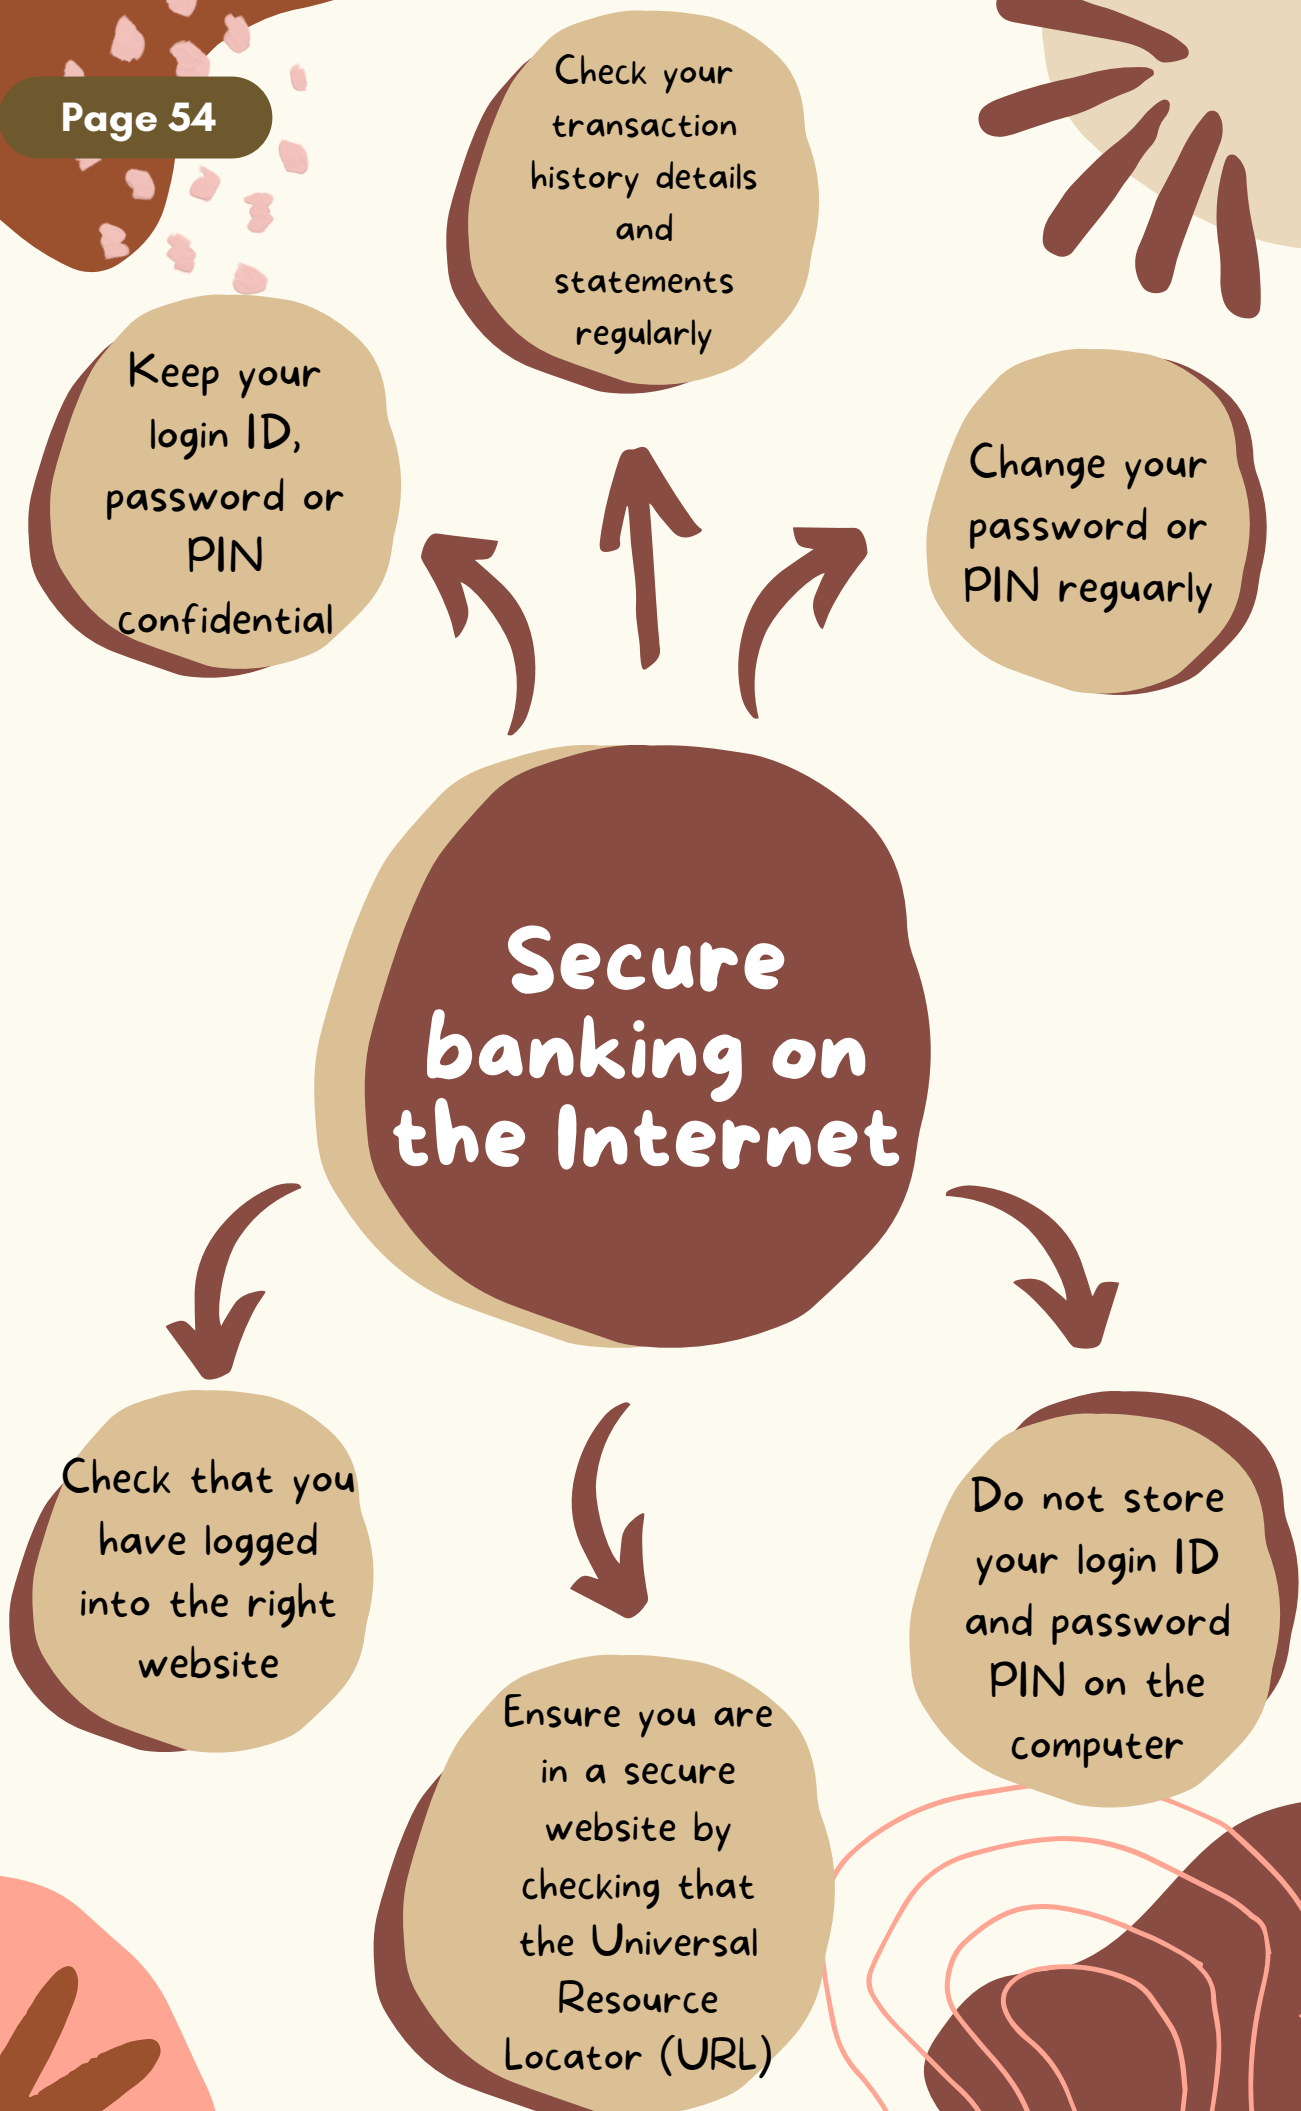 Page 54
Check your
transaction
history details
and
statements
regularly
Keep your
login ID,
password or
PIN
confidential
Change your
password or
PIN reguarly
Secure
banking on
the Internet
Check that you
have logged
into the right
website
Ensure you are
in a secure
website by
checking that
the Universal
Resource
Locator (URL)
Do not store
your login ID
and password
PIN on the
computer